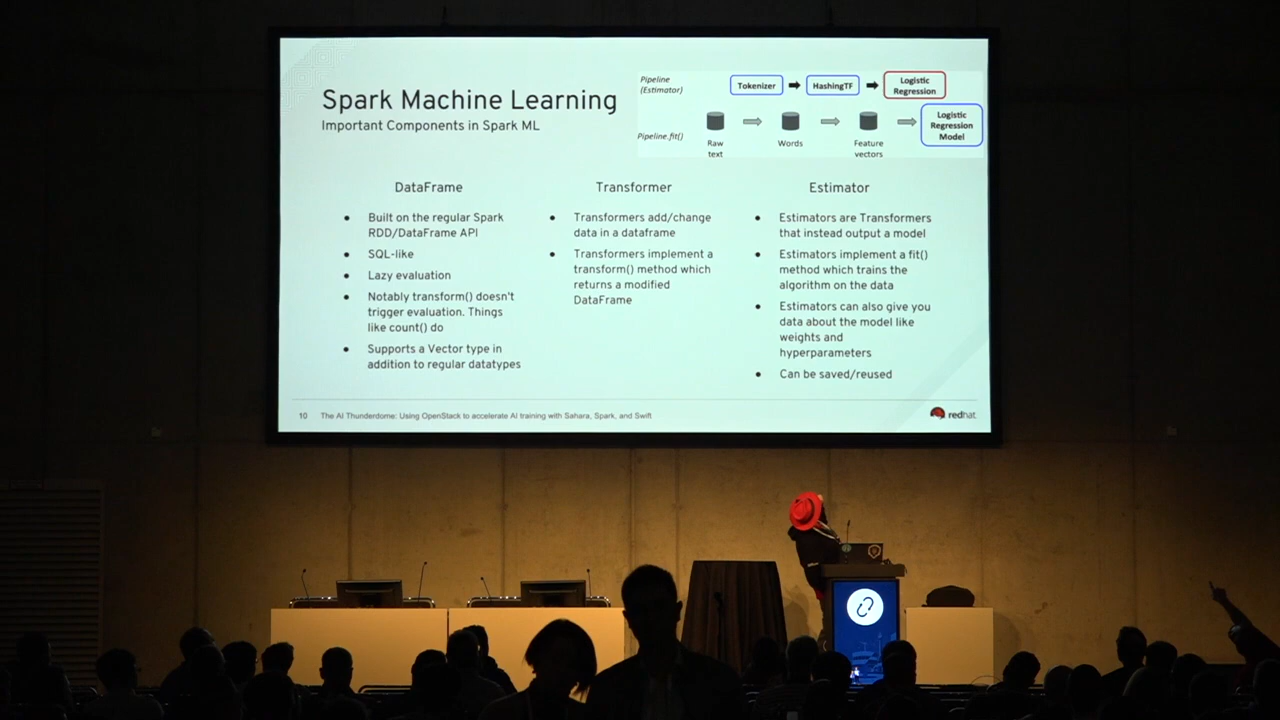 Spark Machine Learning
Important Components in Spark ML
Pipeline
(Estimator)
Tokenizer
HashingTF
Logistic
Regression
Pipeline.fit()
Raw
text
Words
Feature
vectors
Logistic
Regression
Model
DataFrame
• Built on the regular Spark
RDD/DataFrame API
• SQL-like
• Lazy evaluation
• Notably transform() doesn't
trigger evaluation. Things
like count() do
• Supports a Vector type in
addition to regular datatypes
Transformer
• Transformers add/change
data in a dataframe
• Transformers implement a
transform() method which
returns a modified
DataFrame
Estimator
• Estimators are Transformers
that instead output a model
• Estimators implement a fit()
method which trains the
algorithm on the data
• Estimators can also give you
data about the model like
weights and
hyperparameters
• Can be saved/reused
10 The AI Thunderdome: Using OpenStack to accelerate AI training with Sahara, Spark, and Swift
redhat